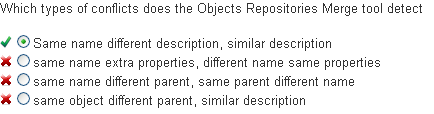 Which types of conflicts does the Objects Repositories Merge tool detect
Same name different description, similar description
same name extra properties, different name same properties
same name different parent, same parent different name
same object different parent, similar description